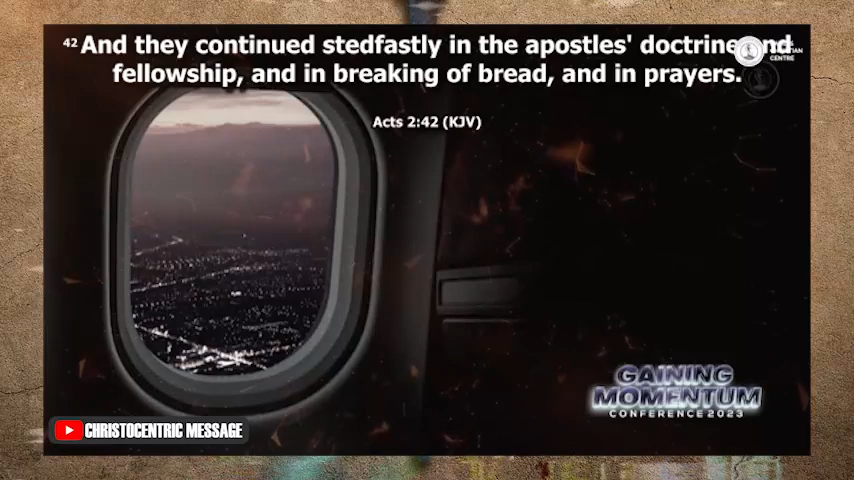 42 And they continued stedfastly in the apostles' doctrine and
fellowship, and in breaking of bread, and in prayers.
Acts 2:42 (KJV)
CENTRE
GAINING
MOMENTUM
CONFERENCE 2023
CHRISTOCENTRIC MESSAGE